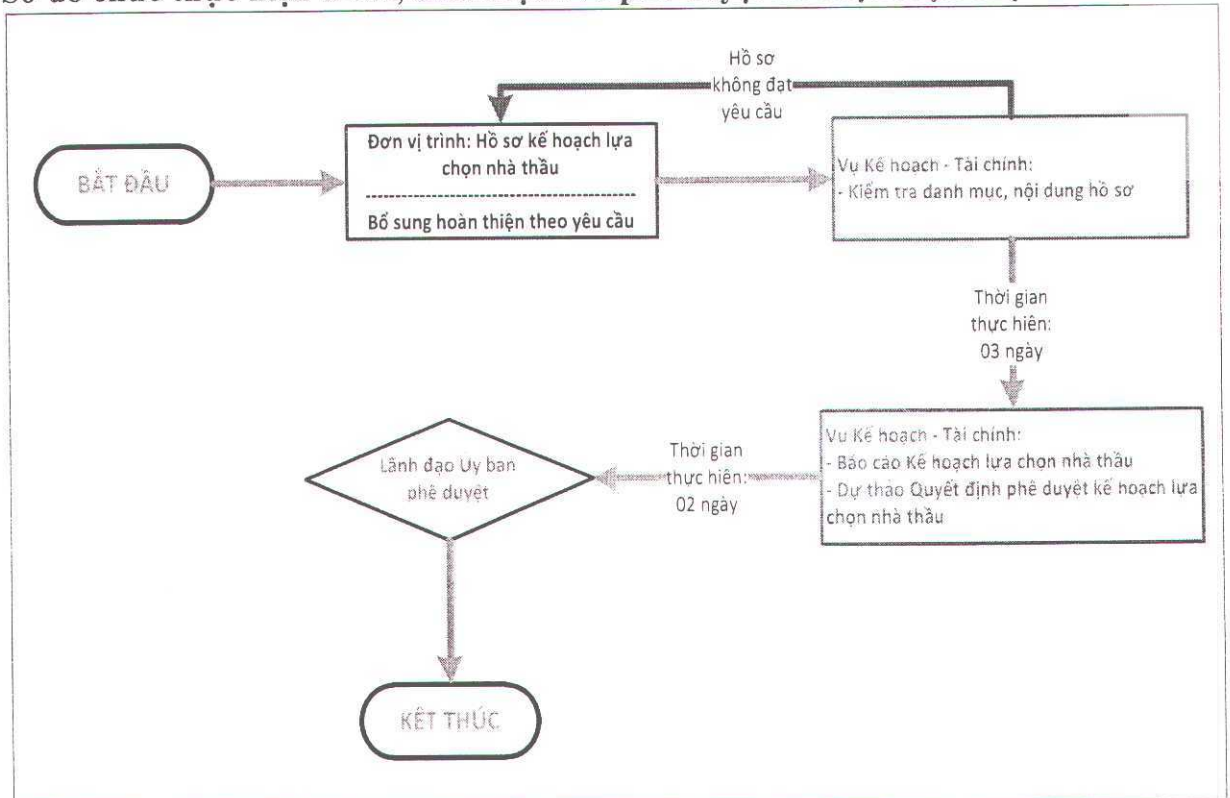 BẮT ĐẦU
Đơn vị trình: Hồ sơ kế hoạch lựa
chọn nhà thầu
Bổ sung hoàn thiện theo yêu cầu
Hồ sơ
không đạt
yêu cầu
Vụ Kế hoạch - Tài chính:
- Kiểm tra danh mục, nội dung hồ sơ
Thời gian
thực hiên:
03 ngày
Vụ Kế hoạch - Tài chính:
- Báo cáo Kế hoạch lựa chọn nhà thầu
- Dự thảo Quyết định phê duyệt kế hoạch lựa
chọn nhà thầu
Thời gian
thực hiên:
02 ngày
Lãnh đạo Uỷ ban
phê duyệt
KẾT THÚC